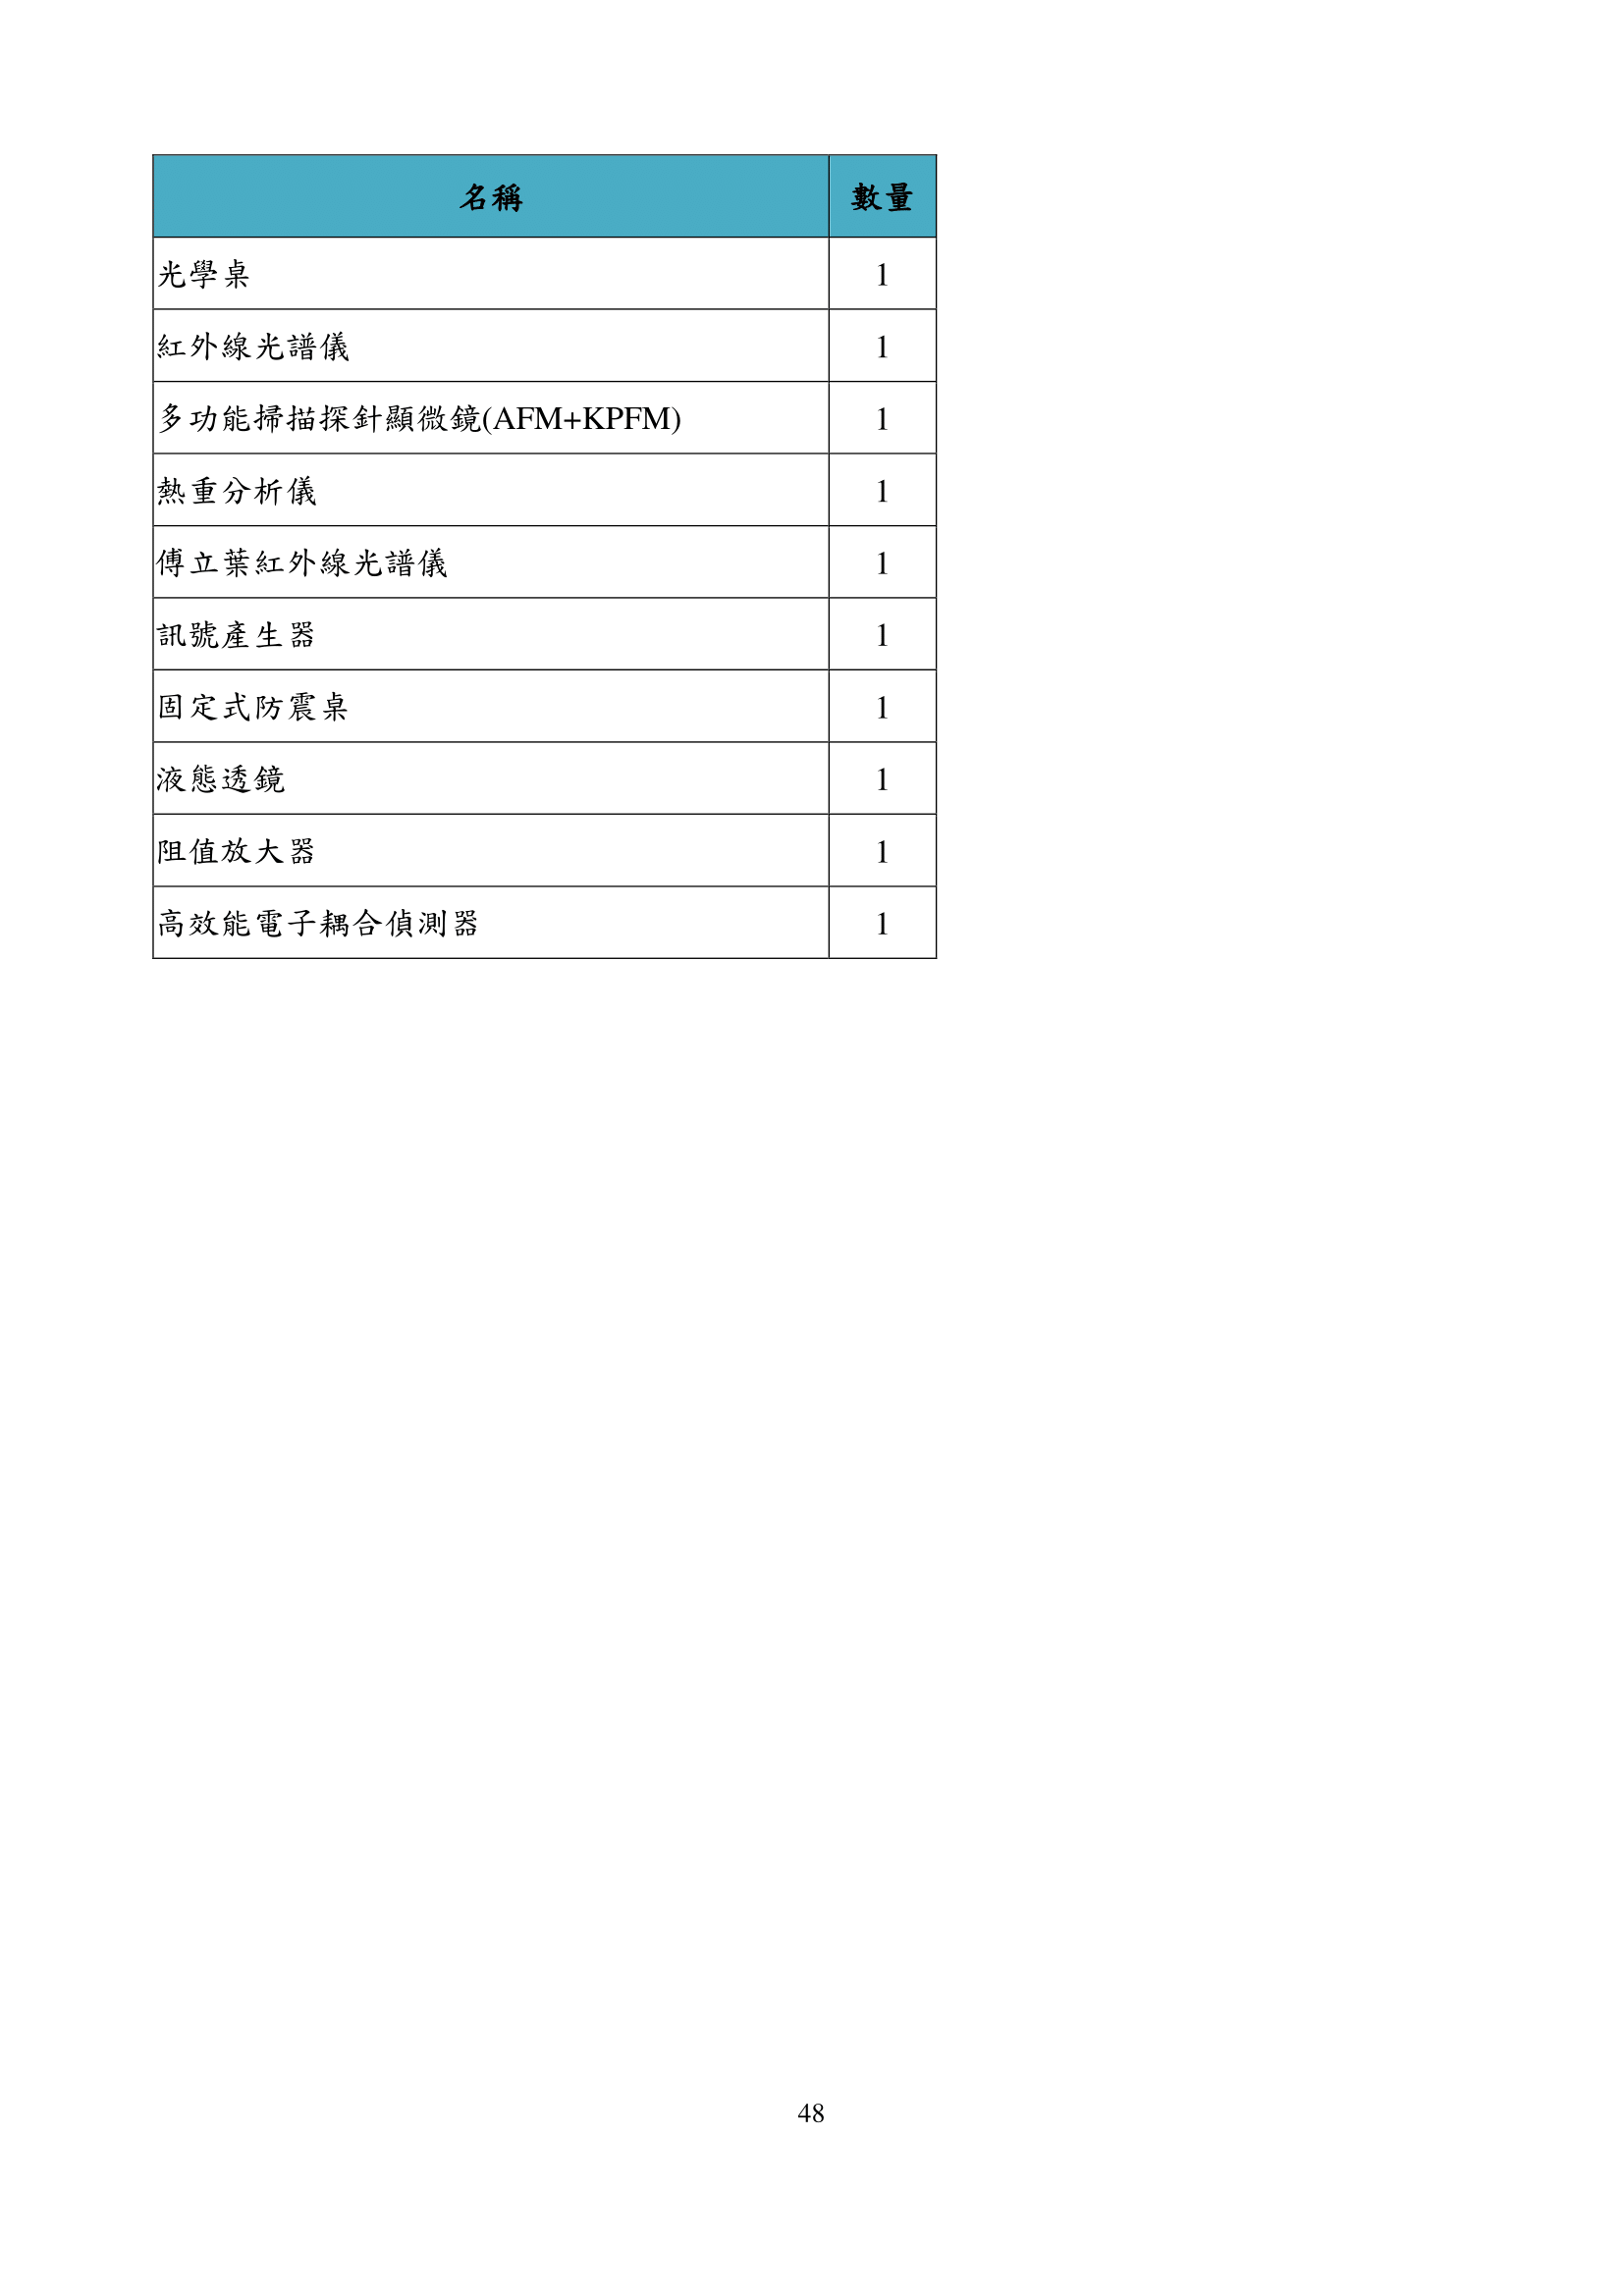 名稱 數量
光學桌 1
紅外線光譜儀 1
多功能掃描探針顯微鏡(AFM+KPFM) 1
熱重分析儀 1
傅立葉紅外線光譜儀 1
訊號產生器 1
固定式防震桌 1
液態透鏡 1
阻值放大器 1
高效能電子耦合偵測器 1
48